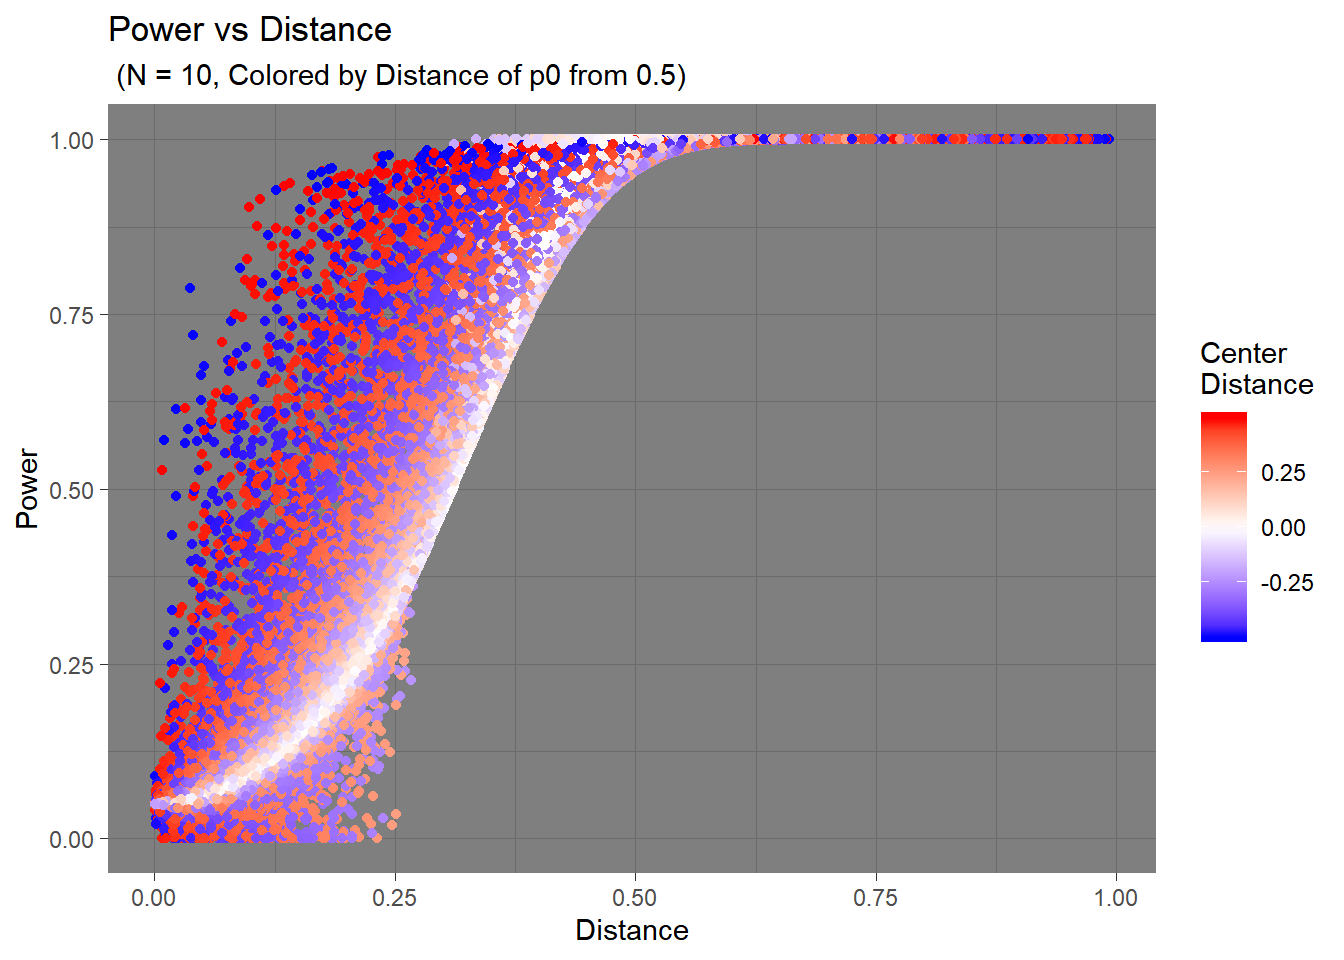 Power vs Distance
(N = 10, Colored by Distance of p0 from 0.5)
Power
1.00
0.75
0.50
0.25
0.00
0.00 0.25 0.50 0.75 1.00
Distance
Center
Distance
0.25
0.00
-0.25